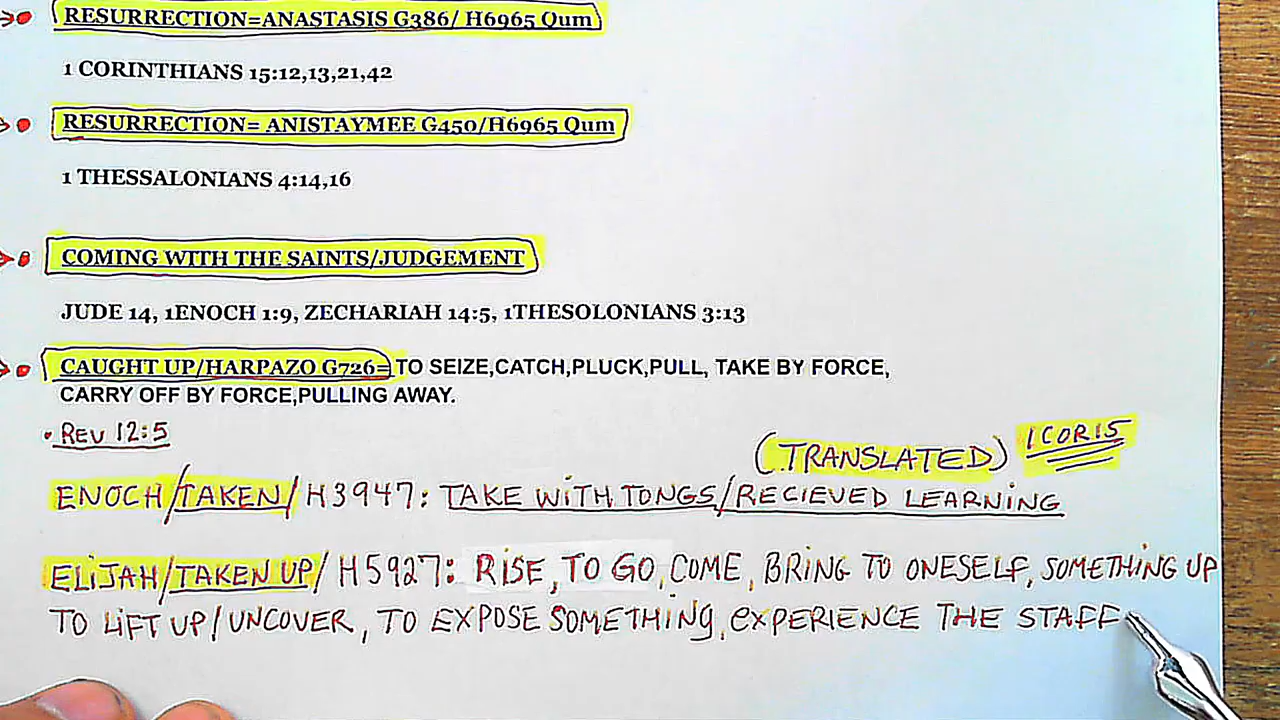 RESURRECTION=ANASTASIS G386/ H6965 Qum
1 CORINTHIANS 15:12,13,21,42
RESURRECTION= ANISTAYMEE G450/H6965 Qum
1 THESSALONIANS 4:14,16
COMING WITH THE SAINTS/JUDGEMENT
JUDE 14, 1ENOCH 1:9, ZECHARIAH 14:5, 1THESOLONIANS 3:13
CAUGHT UP/HARPAZO G726= TO SEIZE,CATCH,PLUCK,PULL, TAKE BY FORCE,
CARRY OFF BY FORCE,PULLING AWAY.
• REV 12:5
(TRANSLATED) 1COR15
ENOCH/TAKEN/H3947: TAKE WITH TONGS/RECIEVED LEARNING
ELIJAH/TAKEN UP/H5927: RISE, TO GO, COME, BRING TO ONESELF, SOMETHING UP
TO LIFT UP/UNCOVER, TO EXPOSE SOMETHING, EXPERIENCE THE STAFF